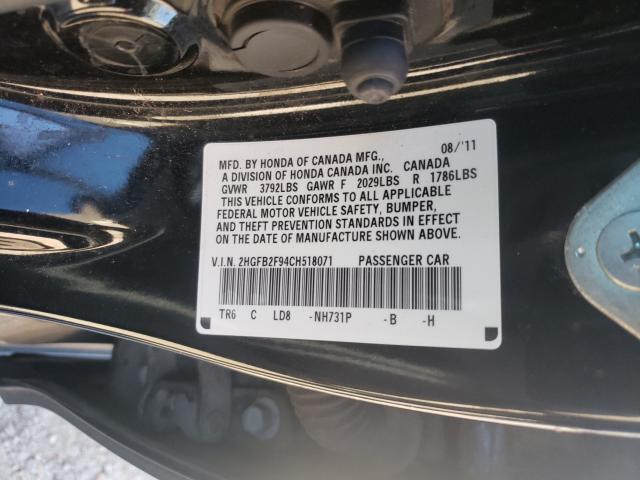 08/'11
MFD. BY HONDA OF CANADA MFG.,
A DIVISION OF HONDA CANADA INC. CANADA
GVWR 3792LBS GAWR F 2029LBS R 1786LBS
THIS VEHICLE CONFORMS TO ALL APPLICABLE
FEDERAL MOTOR VEHICLE SAFETY, BUMPER,
AND THEFT PREVENTION STANDARDS IN EFFECT
ON THE DATE OF MANUFACTURE SHOWN ABOVE.
V.I.N. 2HGFB2F94CH518071 PASSENGER CAR
TR6 C LD8 -NH731P -B -H